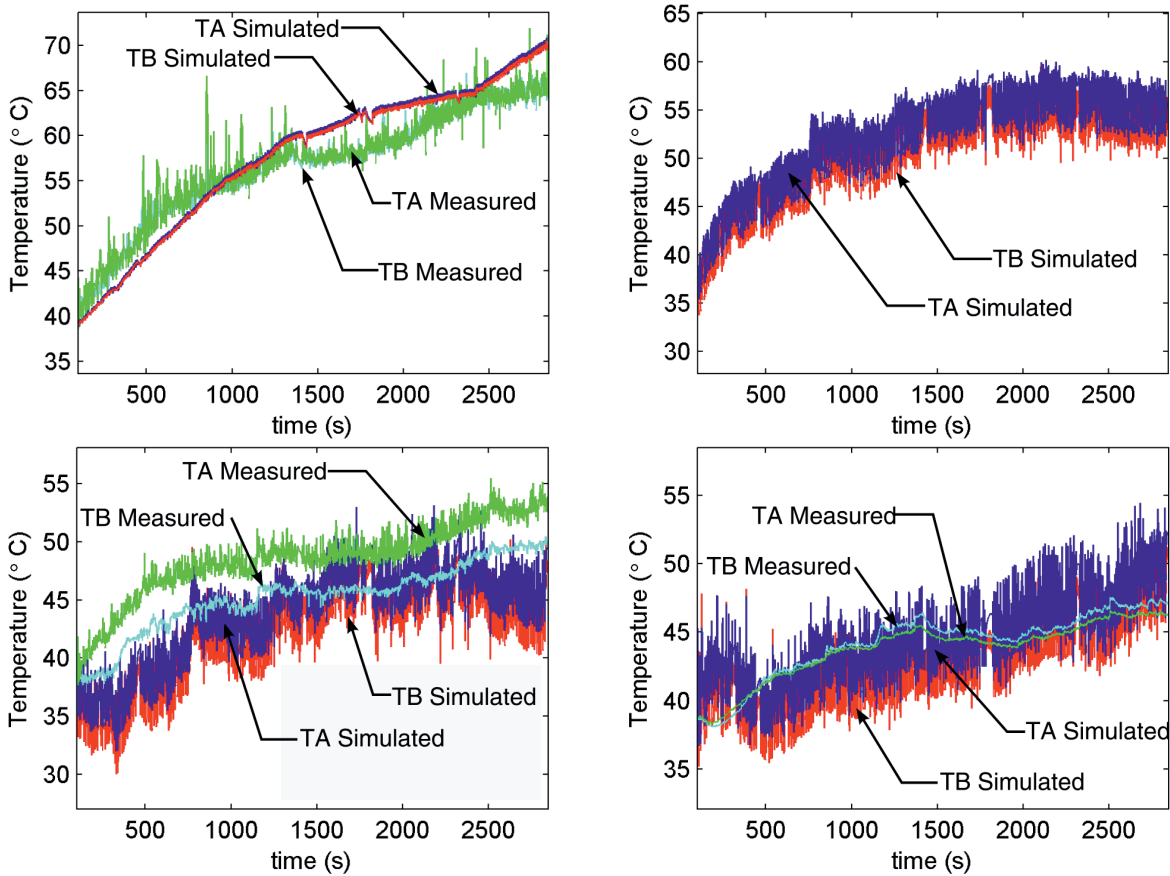 TA Simulated
TB Simulated
TA Measured
TB Measured
Temperature (° C)
70
65
60
55
50
45
40
35
500
1000
1500
2000
2500
time (s)
TB Simulated
TA Simulated
Temperature (° C)
65
60
55
50
45
40
35
30
500
1000
1500
2000
2500
time (s)
TA Measured
TB Measured
TB Simulated
TA Simulated
Temperature (° C)
55
50
45
40
35
30
500
1000
1500
2000
2500
time (s)
TA Measured
TB Measured
TA Simulated
TB Simulated
Temperature (° C)
55
50
45
40
35
500
1000
1500
2000
2500
time (s)